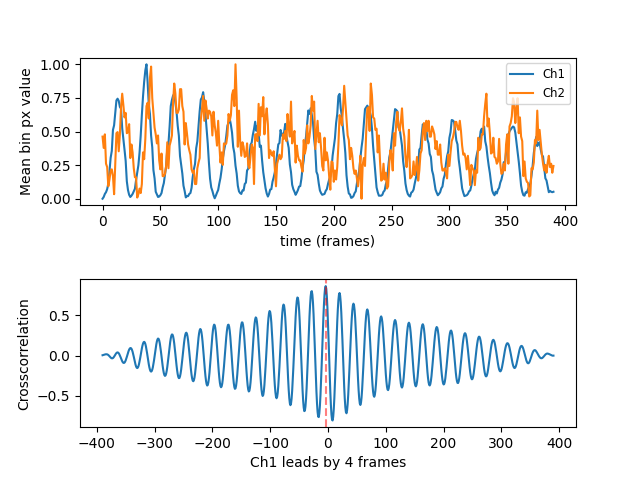 1.00
0.75
0.50
0.25
0.00
Mean bin px value
Ch1
Ch2
0 50 100 150 200 250 300 350 400
time (frames)
0.5
0.0
−0.5
Crosscorrelation
−400 −300 −200 −100 0 100 200 300 400
Ch1 leads by 4 frames